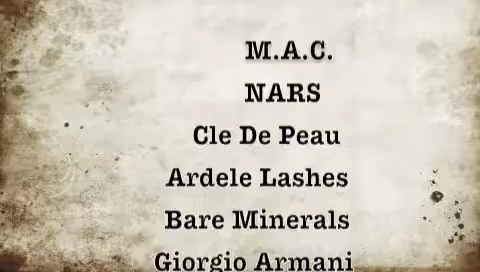 M.A.C.
NARS
Cle De Peau
Ardele Lashes
Bare Minerals
Giorgio Armani